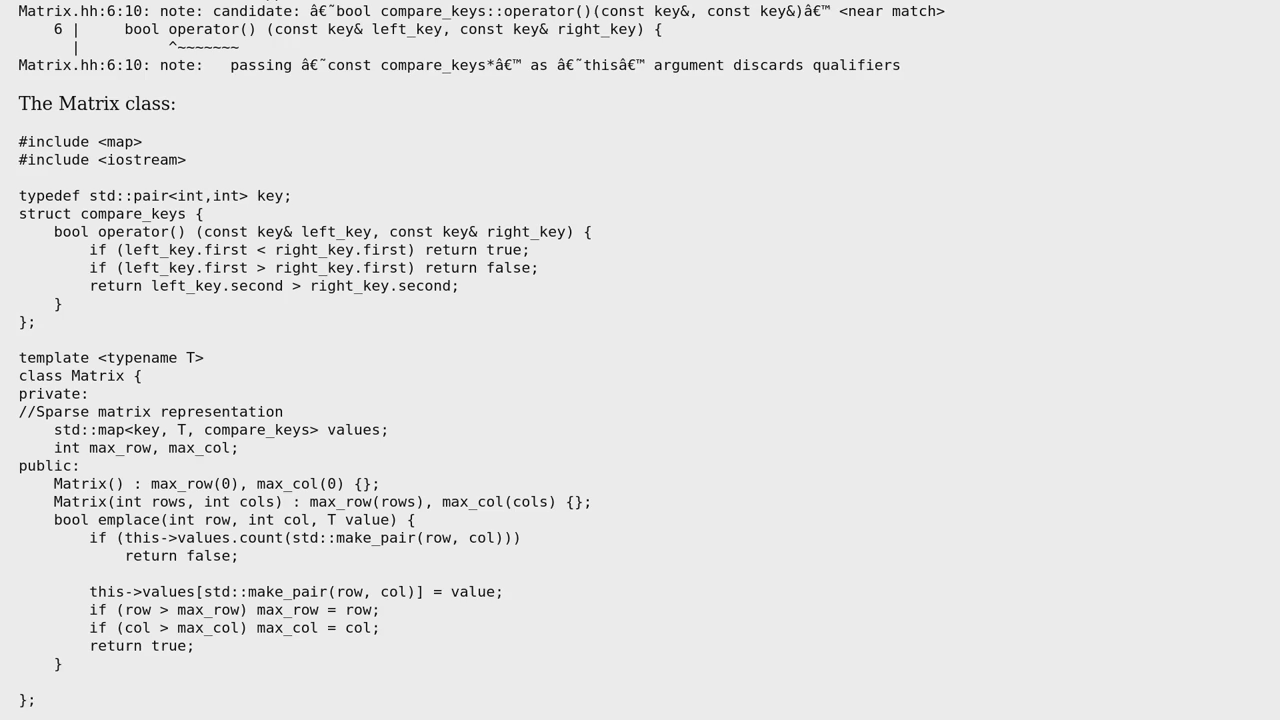 Matrix.hh:6:10: note: candidate: â€˜bool compare_keys::operator()(const key&, const key&)â€™ <near match>
    6 |     bool operator() (const key& left_key, const key& right_key) {
      |          ^~~~~~~~
Matrix.hh:6:10: note:   passing â€˜const compare_keys*â€™ as â€˜thisâ€™ argument discards qualifiers
The Matrix class:
#include <map>
#include <iostream>
typedef std::pair<int,int> key;
struct compare_keys {
    bool operator() (const key& left_key, const key& right_key) {
        if (left_key.first < right_key.first) return true;
        if (left_key.first > right_key.first) return false;
        return left_key.second > right_key.second;
    }
};
template <typename T>
class Matrix {
private:
//Sparse matrix representation
    std::map<key, T, compare_keys> values;
    int max_row, max_col;
public:
    Matrix() : max_row(0), max_col(0) {};
    Matrix(int rows, int cols) : max_row(rows), max_col(cols) {};
    bool emplace(int row, int col, T value) {
        if (this->values.count(std::make_pair(row, col)))
            return false;
        this->values[std::make_pair(row, col)] = value;
        if (row > max_row) max_row = row;
        if (col > max_col) max_col = col;
        return true;
    }
};